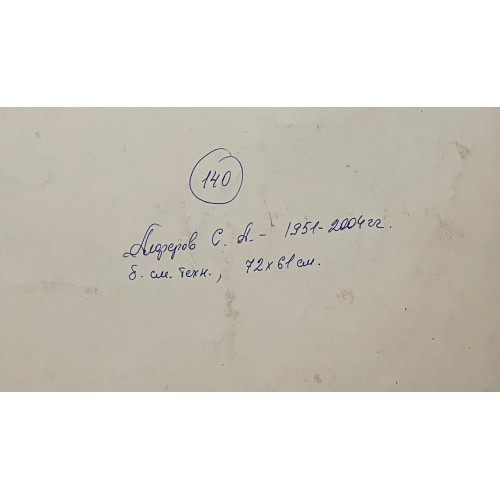 140
Алферов С. А. - 1951-2004гг.
б. см. техн., 72х61см.